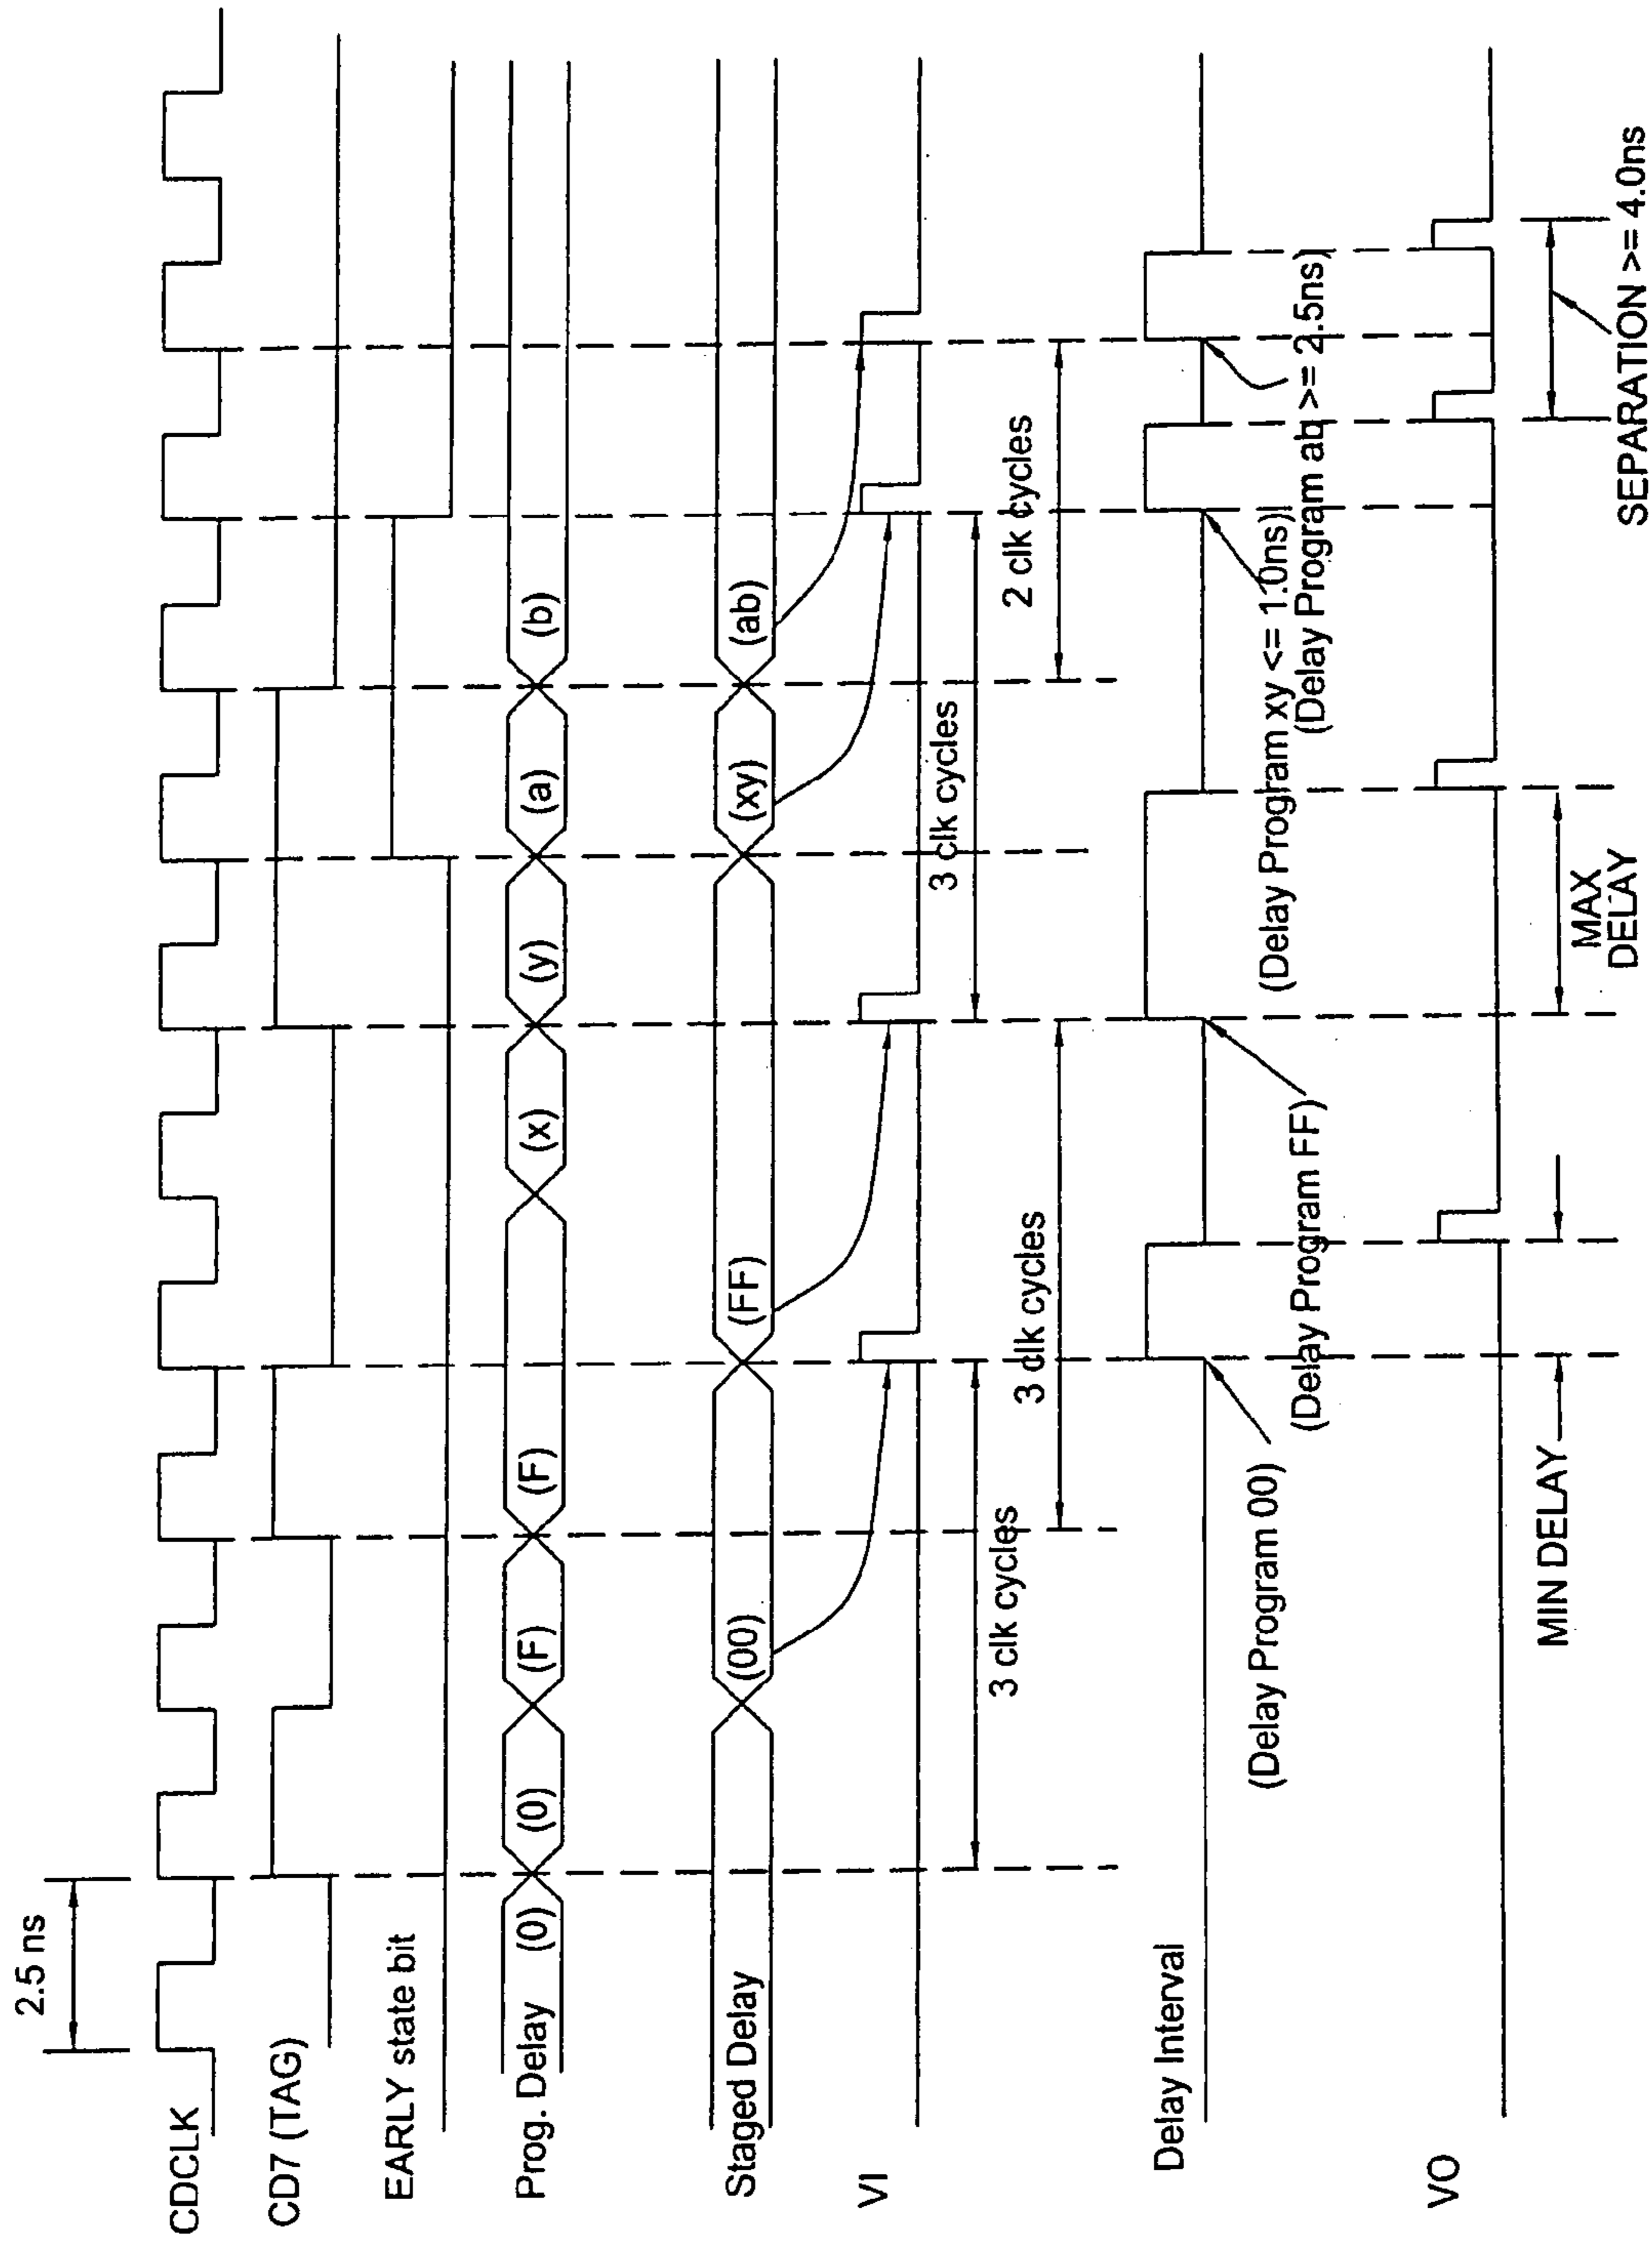 2.5 ns
CDCLK
CD7 (TAG)
EARLY state bit
Prog. Delay (0) (0) (F) (F) (x) (y) (a) (b)
Staged Delay (00) (FF) (xy) (ab)
VI
3 clk cycles
3 clk cycles
3 clk cycles
2 clk cycles
Delay Interval
(Delay Program 00)
(Delay Program FF)
(Delay Program xy <= 1.0ns)
(Delay Program ab >= 2.5ns)
VO
MIN DELAY
MAX
DELAY
SEPARATION >= 4.0ns